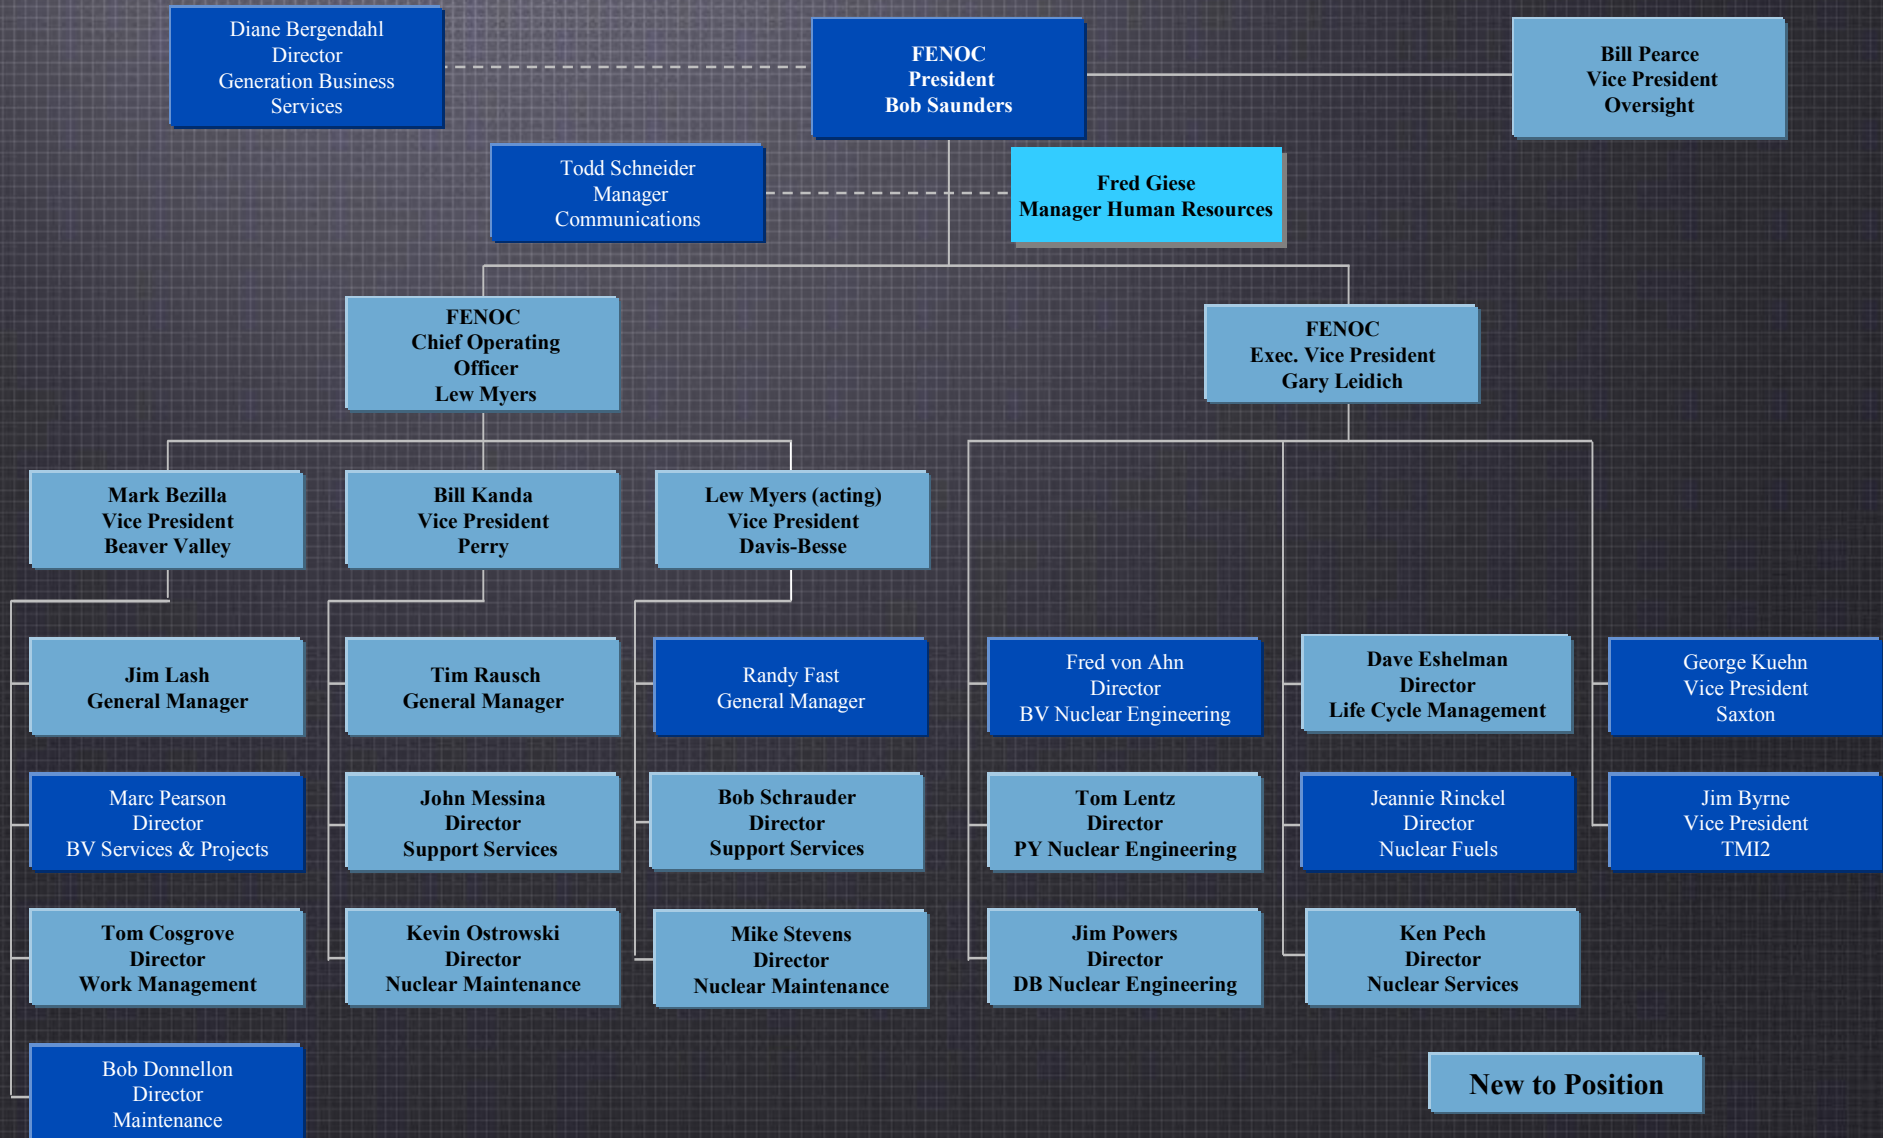 Diane Bergendahl
Director
Generation Business
Services
FENOC
President
Bob Saunders
Bill Pearce
Vice President
Oversight
Todd Schneider
Manager
Communications
Fred Giese
Manager Human Resources
FENOC
Chief Operating
Officer
Lew Myers
FENOC
Exec. Vice President
Gary Leidich
Mark Bezilla
Vice President
Beaver Valley
Bill Kanda
Vice President
Perry
Lew Myers (acting)
Vice President
Davis-Besse
Jim Lash
General Manager
Tim Rausch
General Manager
Randy Fast
General Manager
Fred von Ahn
Director
BV Nuclear Engineering
Dave Eshelman
Director
Life Cycle Management
George Kuehn
Vice President
Saxton
Marc Pearson
Director
BV Services & Projects
John Messina
Director
Support Services
Bob Schrauder
Director
Support Services
Tom Lentz
Director
PY Nuclear Engineering
Jeannie Rinckel
Director
Nuclear Fuels
Jim Byrne
Vice President
TMI2
Tom Cosgrove
Director
Work Management
Kevin Ostrowski
Director
Nuclear Maintenance
Mike Stevens
Director
Nuclear Maintenance
Jim Powers
Director
DB Nuclear Engineering
Ken Pech
Director
Nuclear Services
Bob Donnellon
Director
Maintenance
New to Position